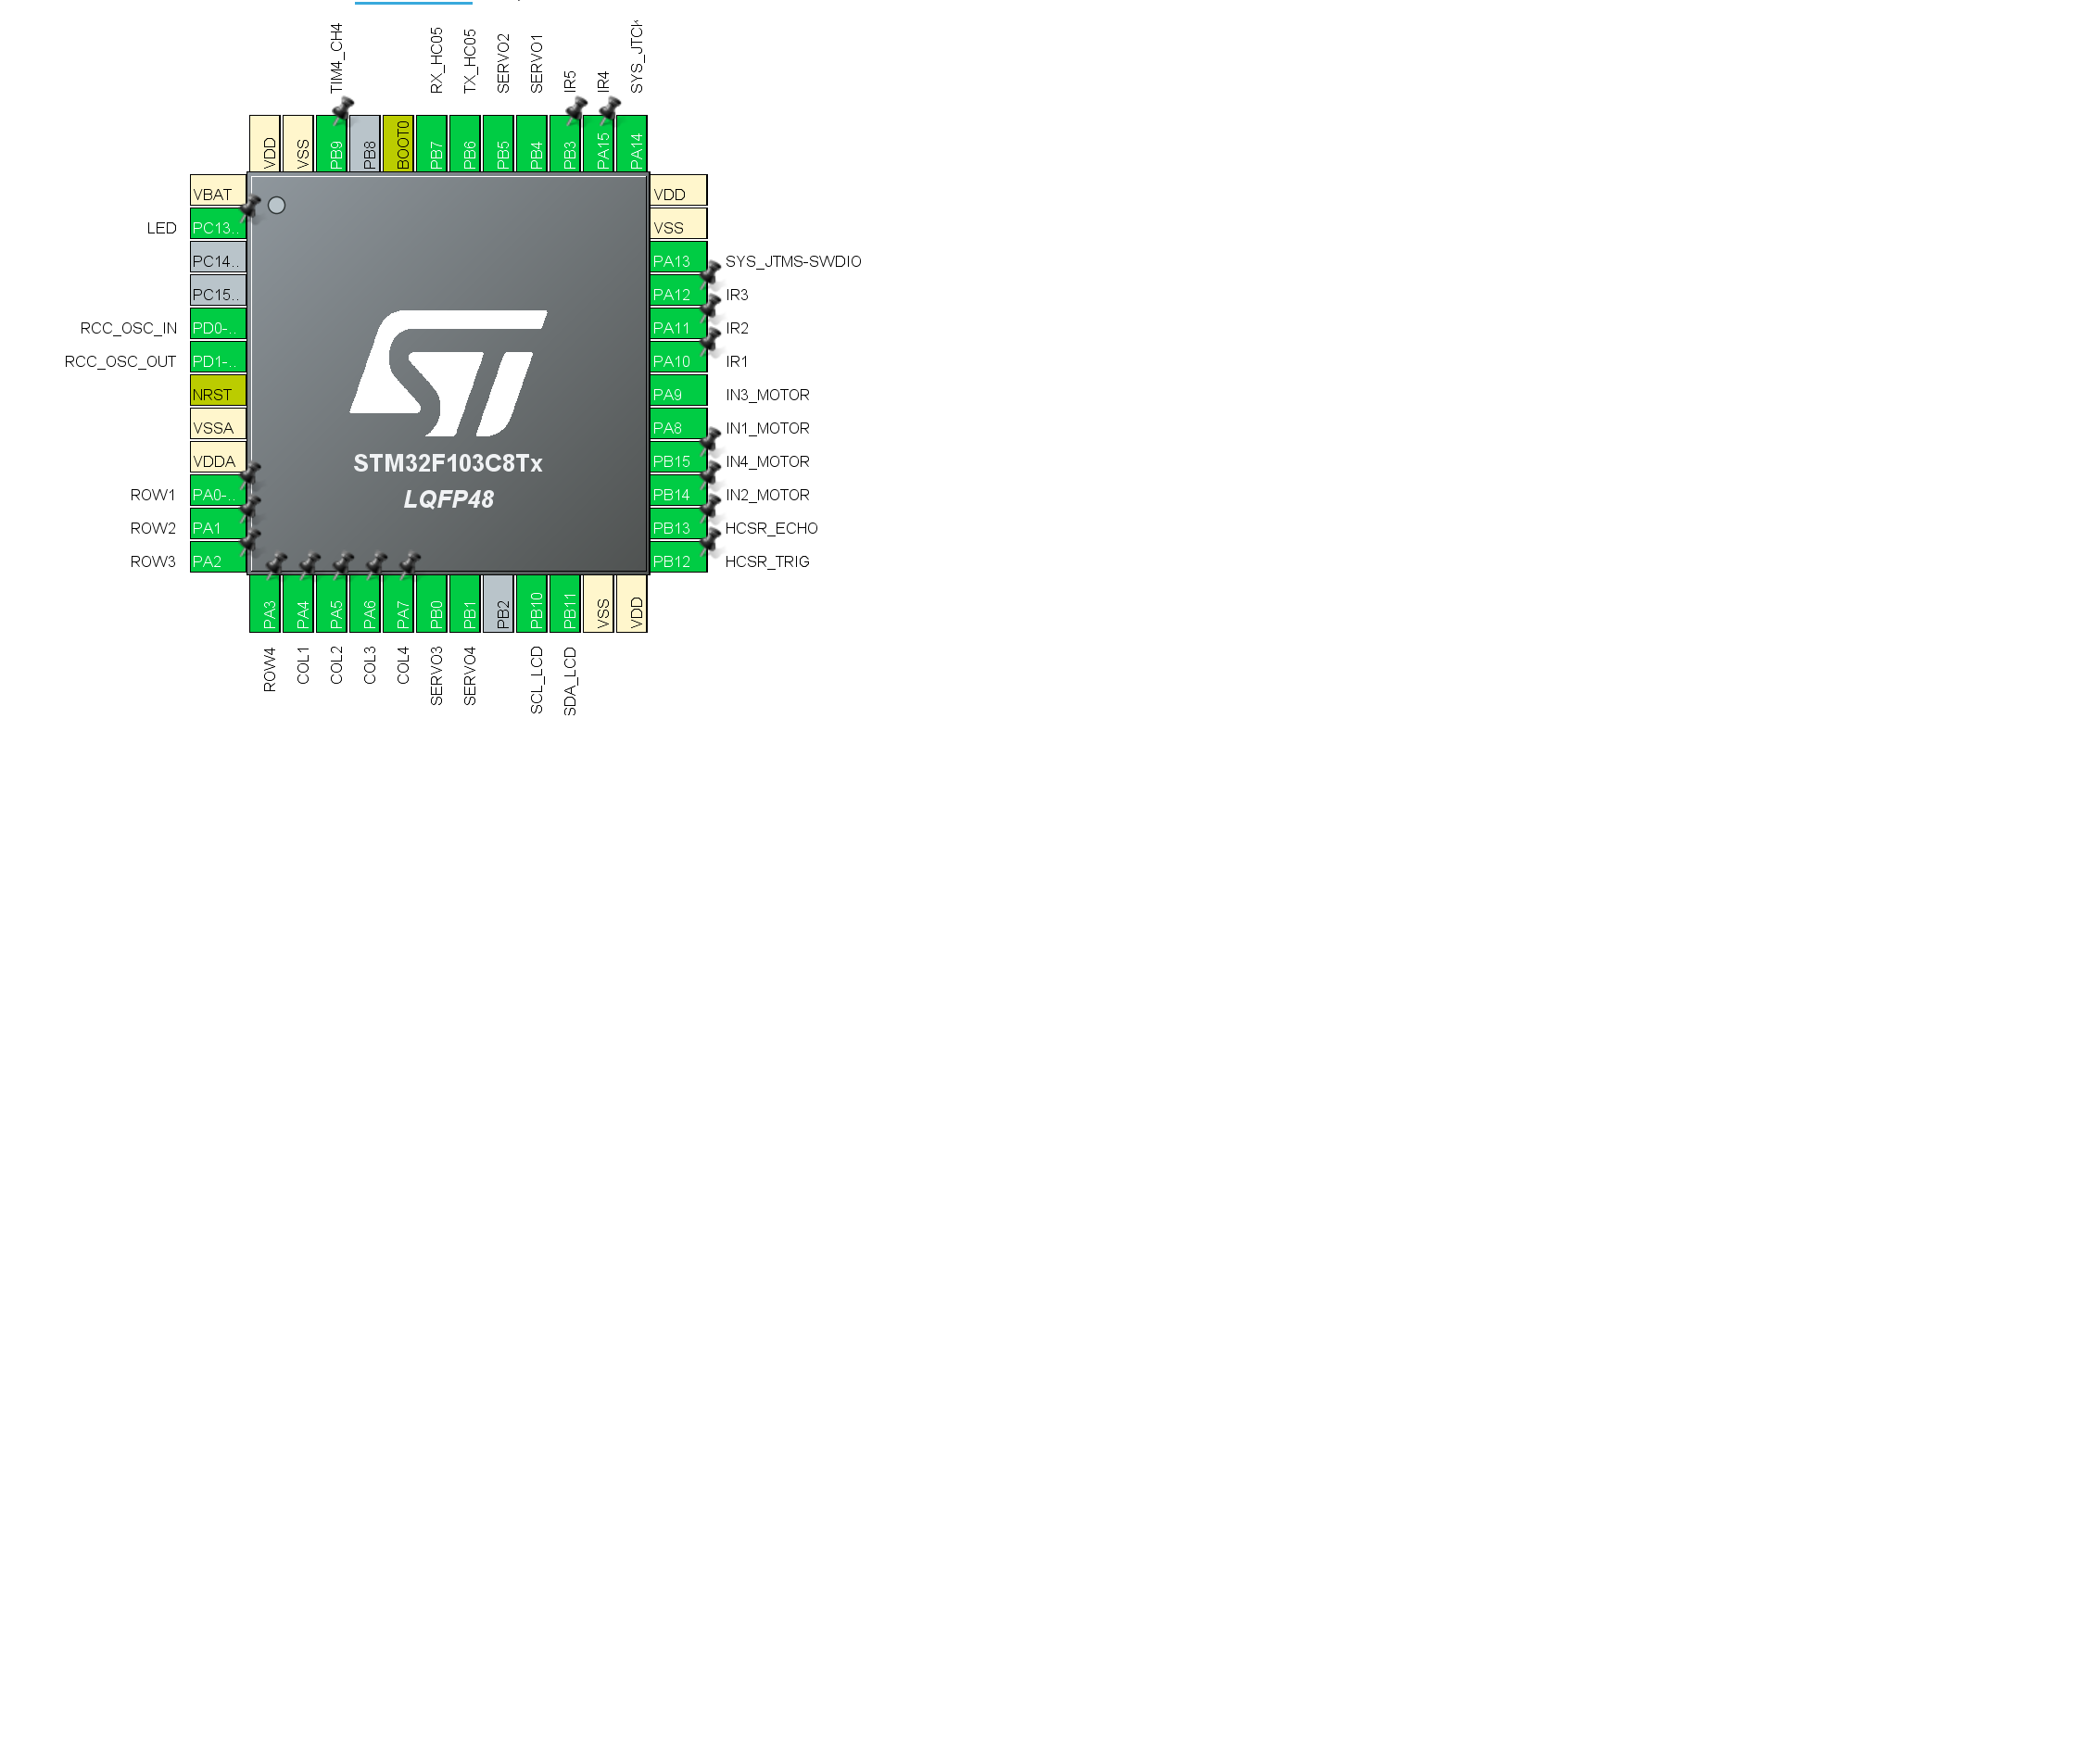 TIM4_CH4
RX_HC05
TX_HC05
SERVO2
SERVO1
IR5
IR4
VDD
VSS
PB9
PB8
BOOT0
PB7
PB6
PB5
PB4
PB3
PA15
PA14
VBAT
LED PC13..
PC14..
PC15..
RCC_OSC_IN PD0-..
RCC_OSC_OUT PD1-..
NRST
VSSA
VDDA
ROW1 PA0-..
ROW2 PA1
ROW3 PA2
STM32F103C8Tx
LQFP48
VDD
VSS
PA13 SYS_JTMS-SWDIO
PA12 IR3
PA11 IR2
PA10 IR1
PA9 IN3_MOTOR
PA8 IN1_MOTOR
PB15 IN4_MOTOR
PB14 IN2_MOTOR
PB13 HCSR_ECHO
PB12 HCSR_TRIG
PA3
PA4
PA5
PA6
PA7
PB0
PB1
PB2
PB10
PB11
VSS
VDD
ROW4
COL1
COL2
COL3
COL4
SERVO3
SERVO4
SCL_LCD
SDA_LCD